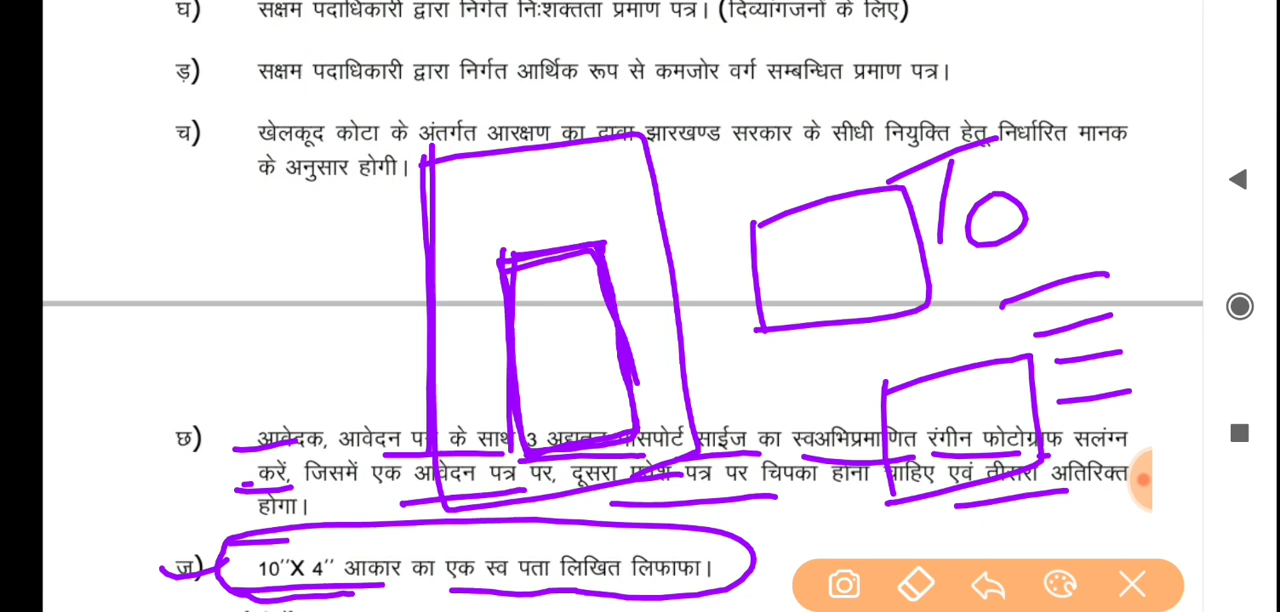 घ) सक्षम पदाधिकारी द्वारा निर्गत निःशक्तता प्रमाण पत्र। (दिव्यांगजनों के लिए)
ड़) सक्षम पदाधिकारी द्वारा निर्गत आर्थिक रूप से कमजोर वर्ग सम्बन्धित प्रमाण पत्र।
च) खेलकूद कोटा के अंतर्गत आरक्षण का दावा झारखण्ड सरकार के सीधी नियुक्ति हेतू निर्धारित मानक
के अनुसार होगी।
To
छ) आवेदक, आवेदन पत्र के साथ 3 अद्यतन पासपोर्ट साईज का स्वअभिप्रमाणित रंगीन फोटोग्राफ सलंग्न
करें, जिसमें एक आवेदन पत्र पर, दूसरा प्रवेश पत्र पर चिपका होना चाहिए एवं तीसरा अतिरिक्त
होगा।
ज) 10''X 4'' आकार का एक स्व पता लिखित लिफाफा।